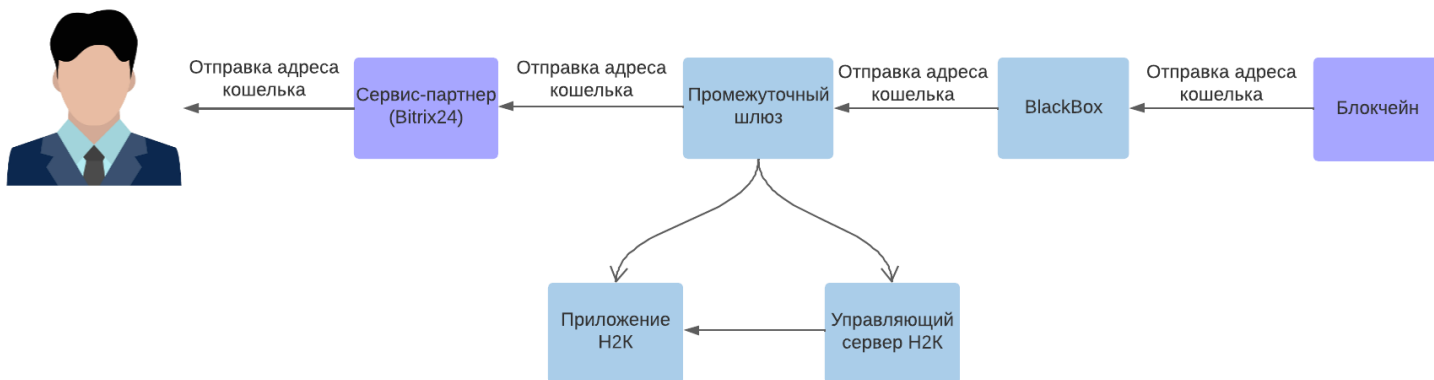 Отправка адреса
кошелька
Сервис-партнер
(Bitrix24)
Отправка адреса
кошелька
Промежуточный
шлюз
Отправка адреса
кошелька
BlackBox
Отправка адреса
кошелька
Блокчейн
Приложение
Н2К
Управляющий
сервер Н2К